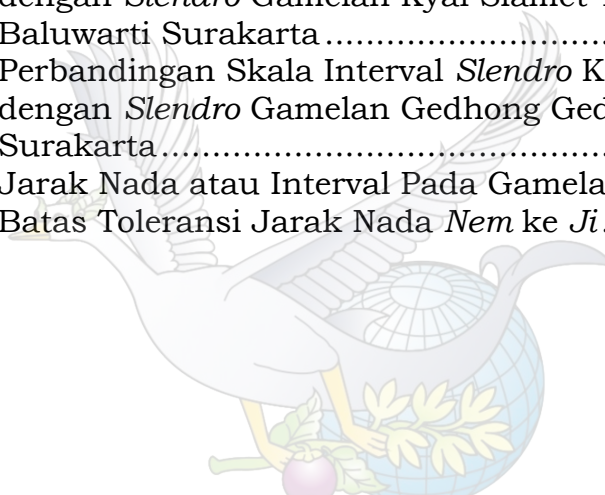 dengan Slendro Gamelan Kyai Slamet
Baluwarti Surakarta ..............................
Perbandingan Skala Interval Slendro K
dengan Slendro Gamelan Gedhong Ged
Surakarta ..............................................
Jarak Nada atau Interval Pada Gamela
Batas Toleransi Jarak Nada Nem ke Ji.